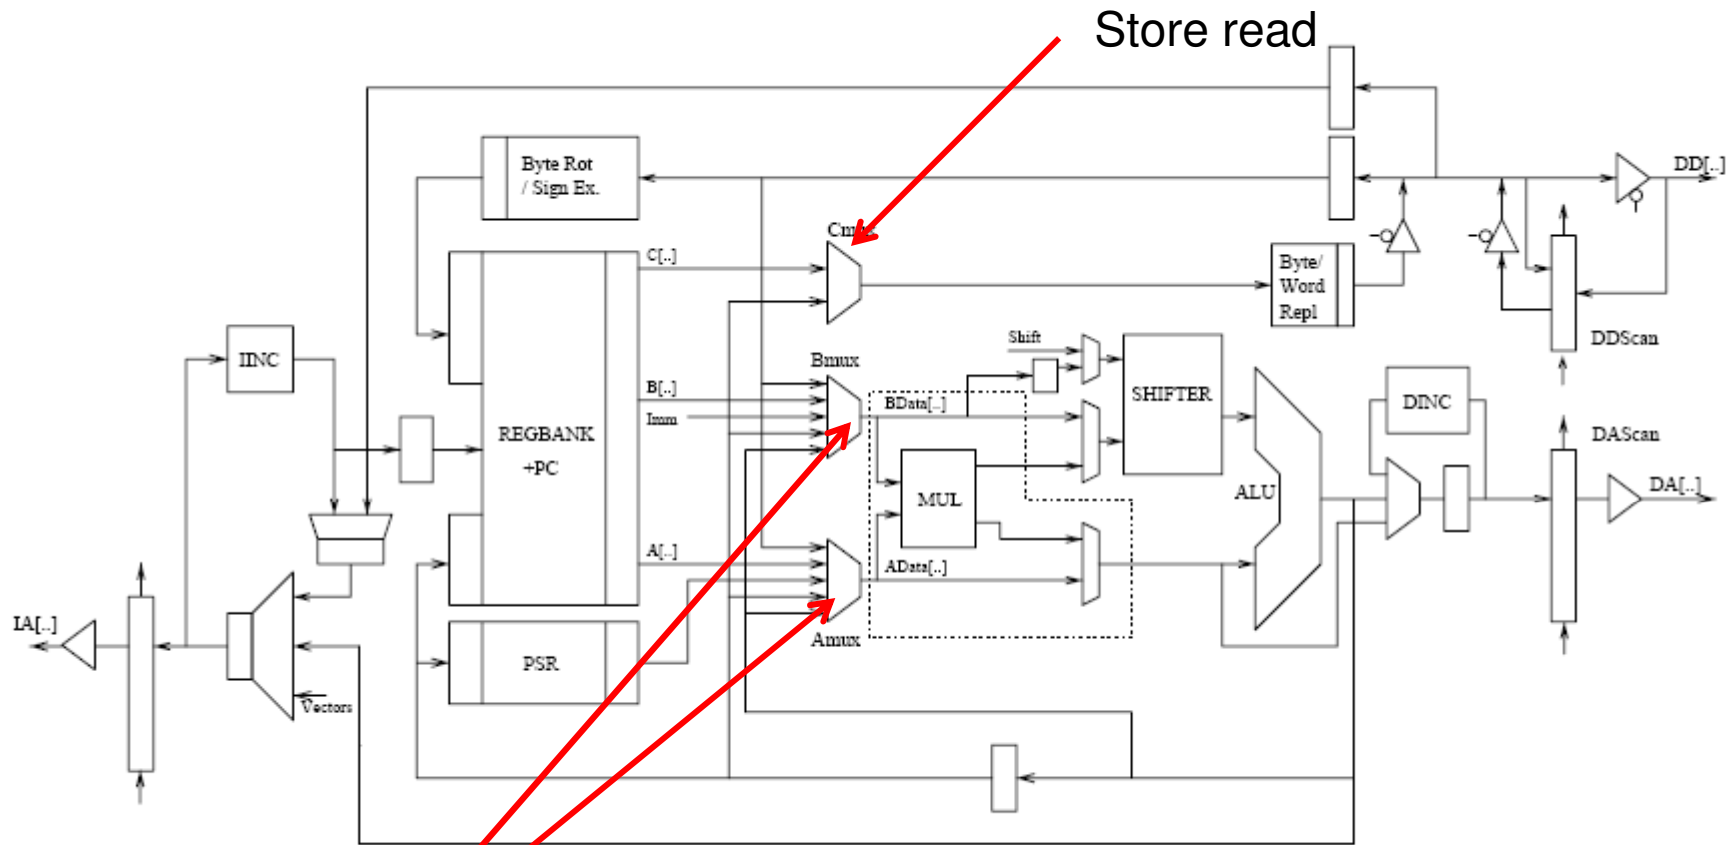 Store read
DD[..]
Byte Rot
/ Sign Ex.
C[..]
Byte/
Word
Repl
DDScan
IINC
Shift
Bmux
B[..]
Imm
BData[..]
SHIFTER
DINC
REGBANK
+PC
DAScan
MUL
ALU
DA[..]
A[..]
AData[..]
IA[..]
Amux
PSR
Vectors